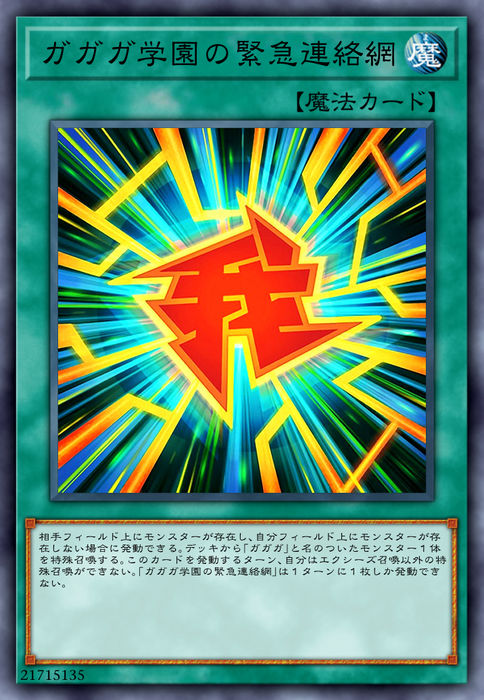 ガガガ学園の緊急連絡網
魔
【魔法カード】
我
相手フィールド上にモンスターが存在し、自分フィールド上にモンスターが存
在しない場合に発動できる。デッキから「ガガガ」と名のついたモンスター１体
を特殊召喚する。このカードを発動するターン、自分はエクシーズ召喚以外の特
殊召喚ができない。「ガガガ学園の緊急連絡網」は１ターンに１枚しか発動でき
ない。
21715135